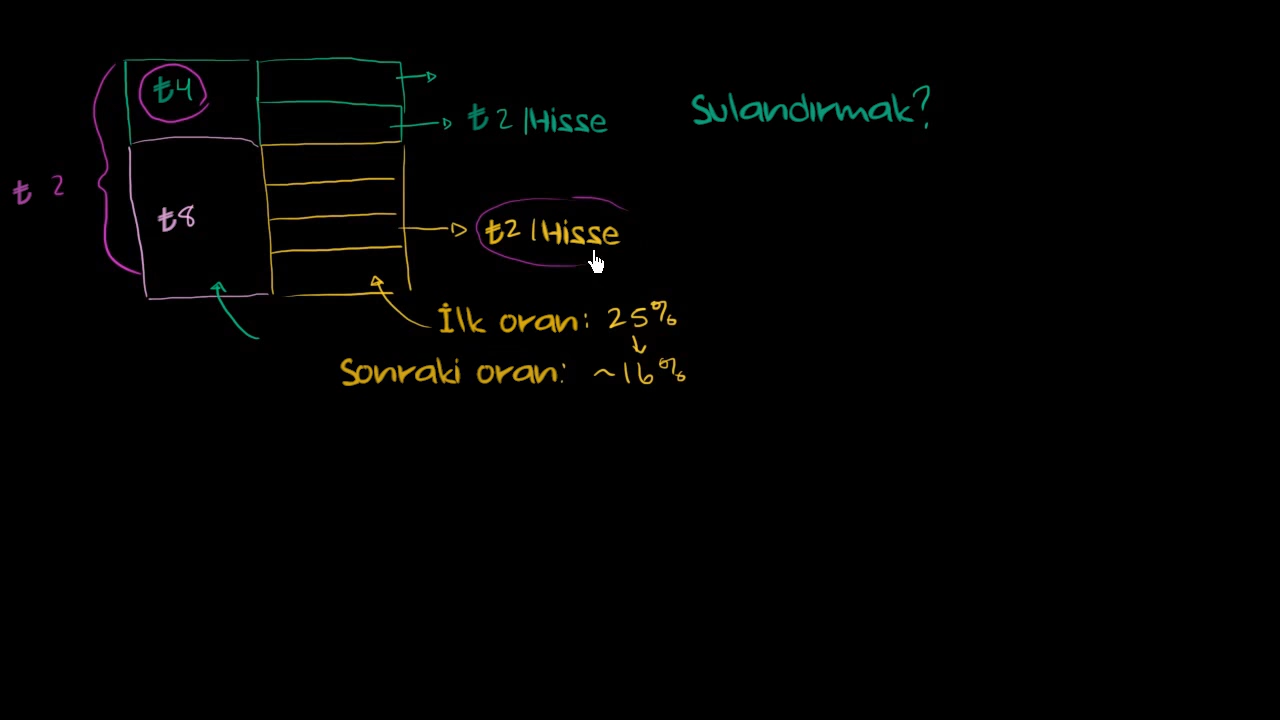 ₺4
₺2 |Hisse
Sulandırmak?
₺ 2
₺8
₺2 |Hisse
İlk oran: 25%
Sonraki oran: ~16%